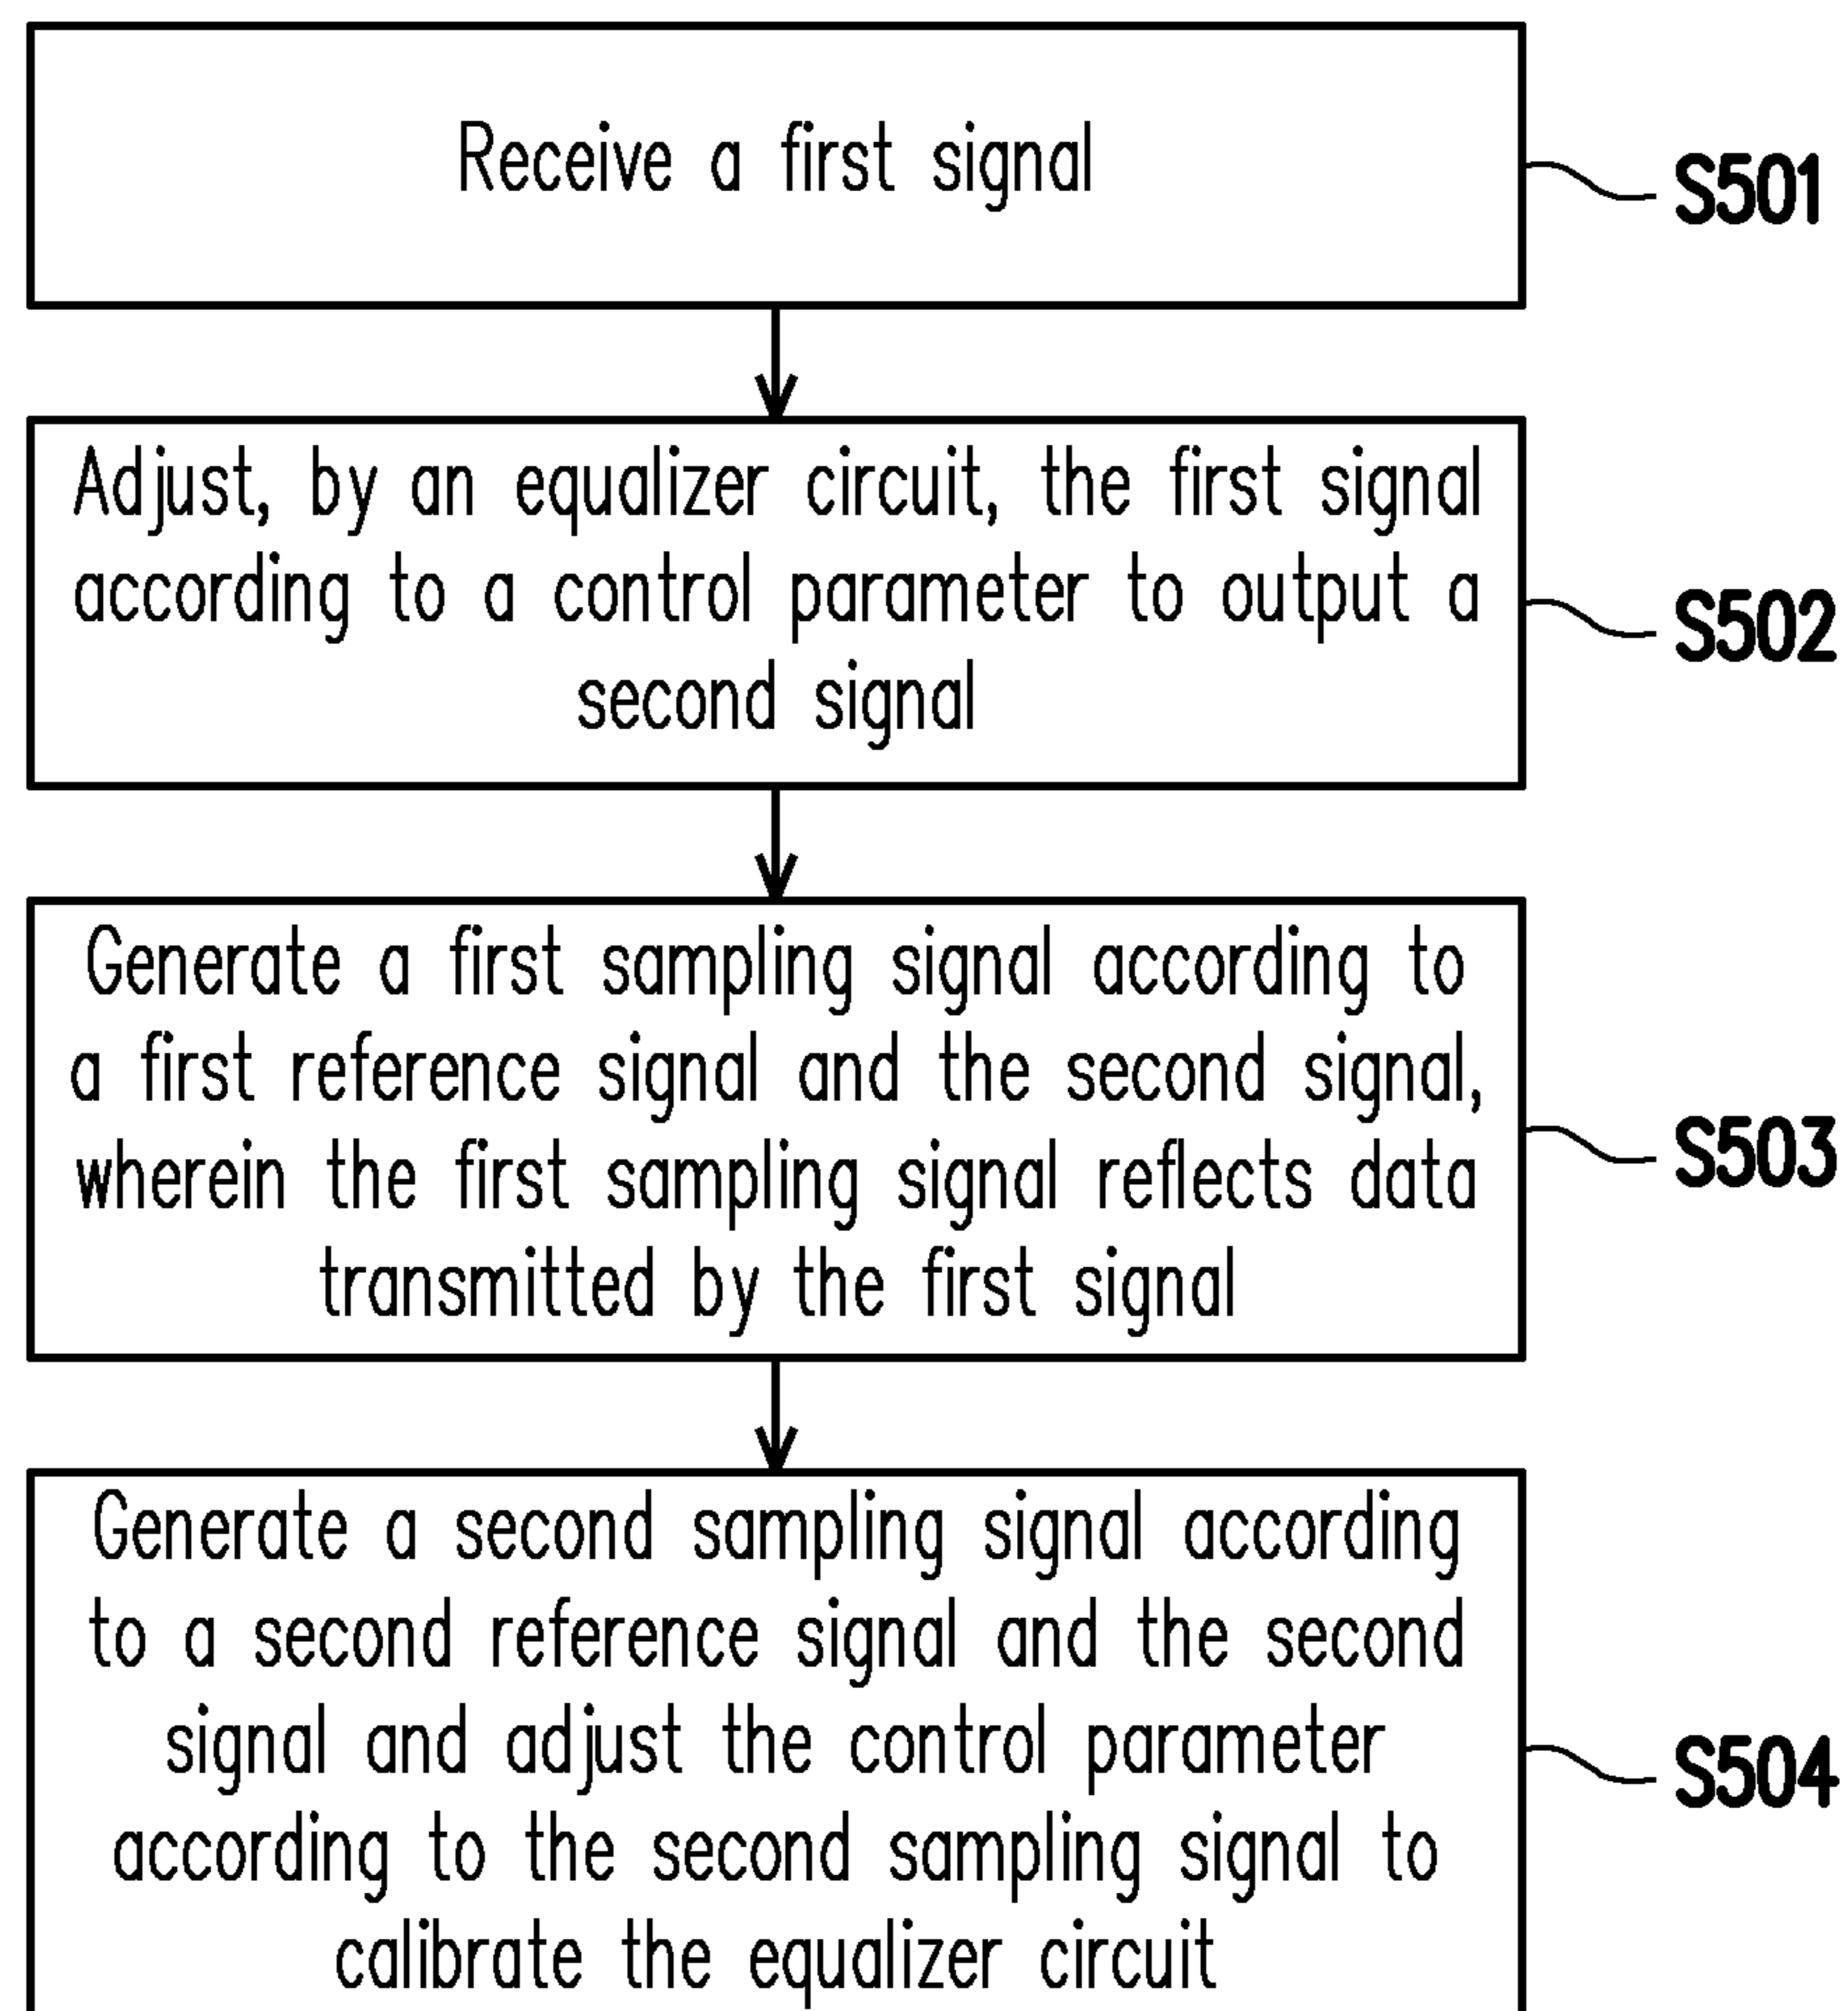 Receive a first signal
S501
Adjust, by an equalizer circuit, the first signal
according to a control parameter to output a
second signal
S502
Generate a first sampling signal according to
a first reference signal and the second signal,
wherein the first sampling signal reflects data
transmitted by the first signal
S503
Generate a second sampling signal according
to a second reference signal and the second
signal and adjust the control parameter
according to the second sampling signal to
calibrate the equalizer circuit
S504